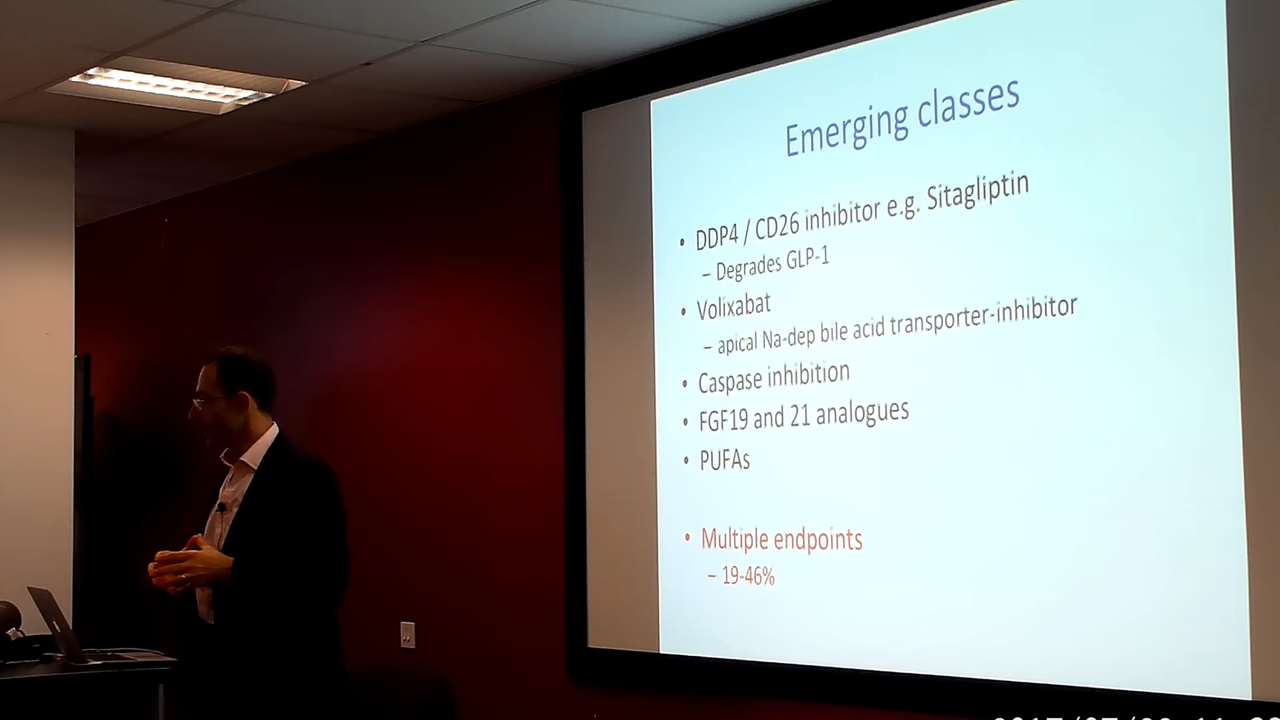 Emerging classes
• DDP4 / CD26 inhibitor e.g. Sitagliptin
– Degrades GLP-1
• Volixabat
– apical Na-dep bile acid transporter-inhibitor
• Caspase inhibition
• FGF19 and 21 analogues
• PUFAs
• Multiple endpoints
– 19-46%